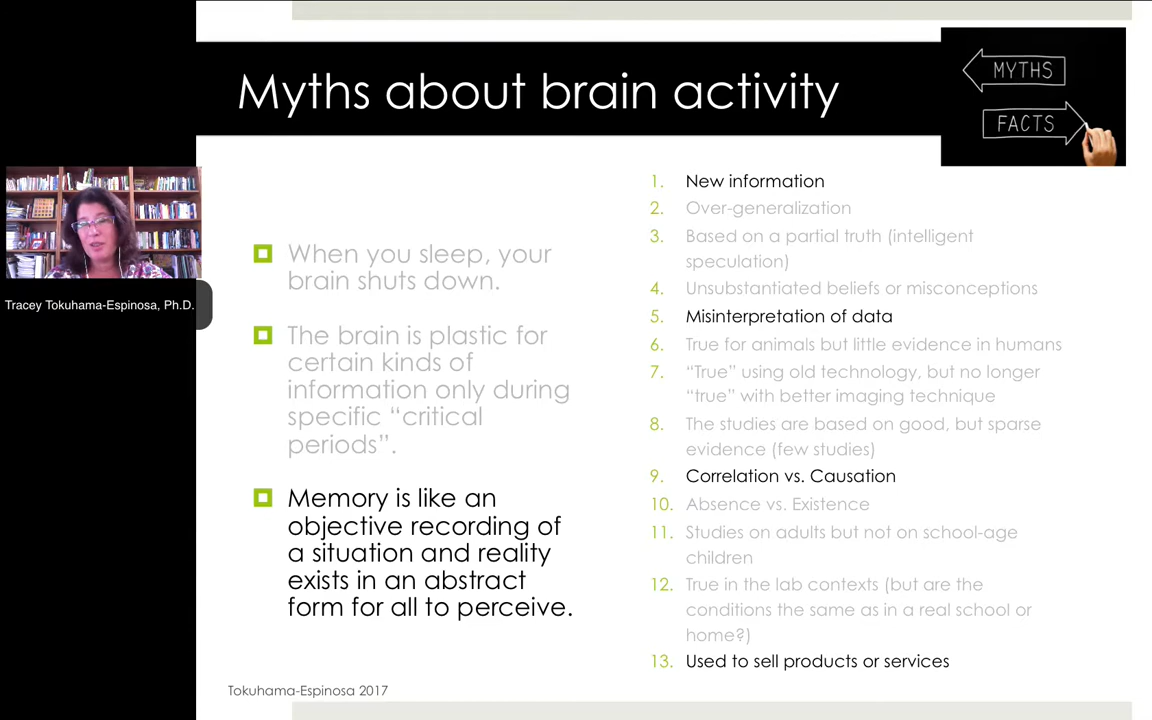 Myths about brain activity
MYTHS
FACTS
Tracey Tokuhama-Espinosa, Ph.D.
When you sleep, your
brain shuts down.
The brain is plastic for
certain kinds of
information only during
specific “critical
periods”.
Memory is like an
objective recording of
a situation and reality
exists in an abstract
form for all to perceive.
1. New information
2. Over-generalization
3. Based on a partial truth (intelligent
speculation)
4. Unsubstantiated beliefs or misconceptions
5. Misinterpretation of data
6. True for animals but little evidence in humans
7. “True” using old technology, but no longer
“true” with better imaging technique
8. The studies are based on good, but sparse
evidence (few studies)
9. Correlation vs. Causation
10. Absence vs. Existence
11. Studies on adults but not on school-age
children
12. True in the lab contexts (but are the
conditions the same as in a real school or
home?)
13. Used to sell products or services
Tokuhama-Espinosa 2017